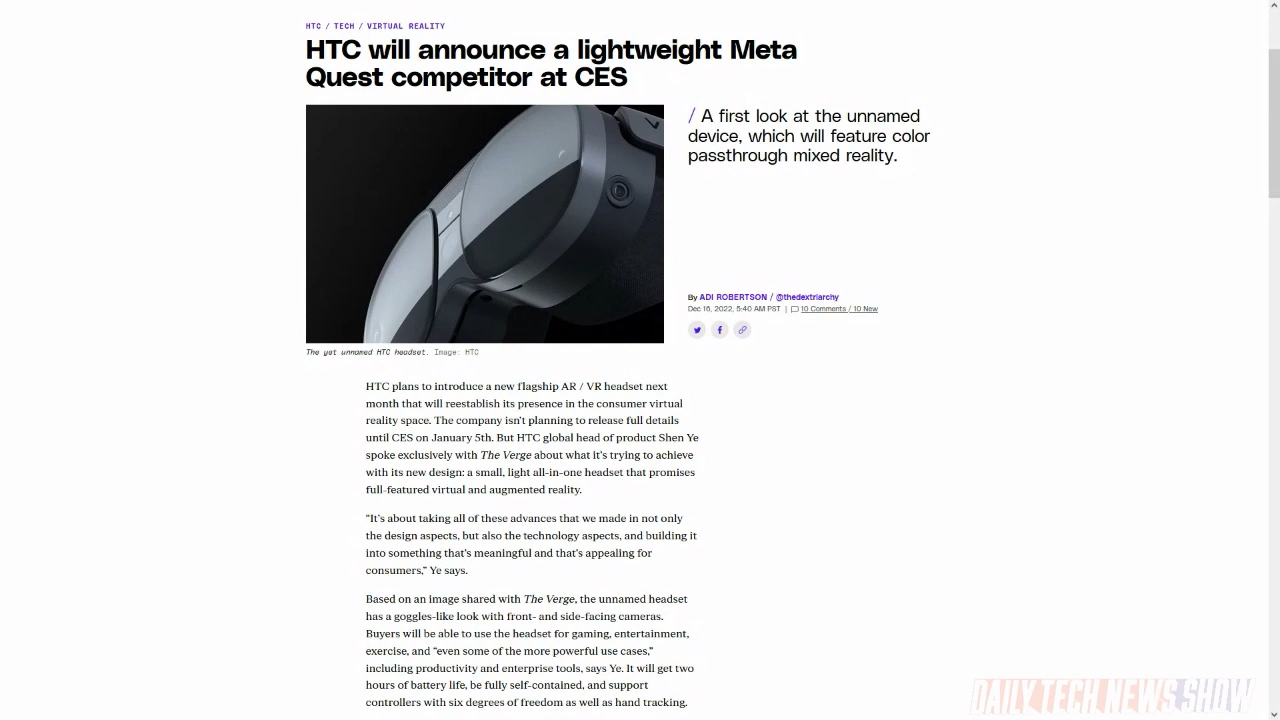 HTC / TECH / VIRTUAL REALITY
HTC will announce a lightweight Meta
Quest competitor at CES
/ A first look at the unnamed
device, which will feature color
passthrough mixed reality.
By ADI ROBERTSON / @thedextriarchy
Dec 16, 2022, 5:40 AM PST | 10 Comments / 10 New
The yet unnamed HTC headset. Image: HTC
HTC plans to introduce a new flagship AR / VR headset next
month that will reestablish its presence in the consumer virtual
reality space. The company isn't planning to release full details
until CES on January 5th. But HTC global head of product Shen Ye
spoke exclusively with The Verge about what it's trying to achieve
with its new design: a small, light all-in-one headset that promises
full-featured virtual and augmented reality.
"It's about taking all of these advances that we made in not only
the design aspects, but also the technology aspects, and building it
into something that's meaningful and that's appealing for
consumers," Ye says.
Based on an image shared with The Verge, the unnamed headset
has a goggles-like look with front- and side-facing cameras.
Buyers will be able to use the headset for gaming, entertainment,
exercise, and "even some of the more powerful use cases,"
including productivity and enterprise tools, says Ye. It will get two
hours of battery life, be fully self-contained, and support
controllers with six degrees of freedom as well as hand tracking.
DAILY TECH NEWS SHOW